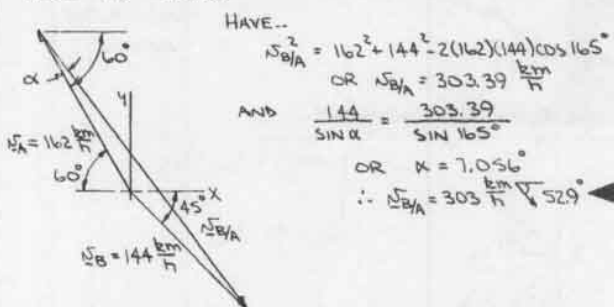 HAVE--
60°
α
v_B/A² = 162² + 144² - 2(162)(144) COS 165°
OR v_B/A = 303.39 km/h
AND 144/SIN α = 303.39/SIN 165°
Y
v_A = 162 km/h
60°
OR α = 7.056°
X
45°
∴ v_B/A = 303 km/h 52.9°
v_B/A
v_B = 144 km/h